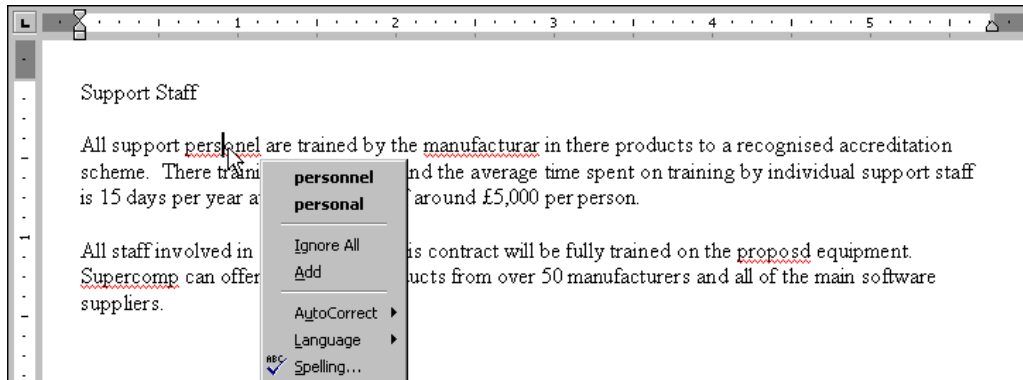 1 2 3 4 5
Support Staff
All support personel are trained by the manufacturar in there products to a recognised accreditation
scheme. There traini nd the average time spent on training by individual support staff
is 15 days per year a around £5,000 per person.
All staff involved in is contract will be fully trained on the proposd equipment.
Supercomp can offer ucts from over 50 manufacturers and all of the main software
suppliers.
personnel
personal
Ignore All
Add
AutoCorrect
Language
ABC Spelling...
1